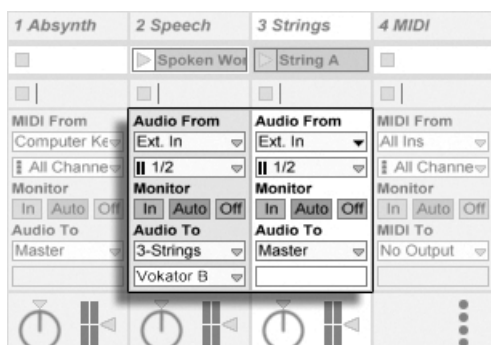 1 Absynth 2 Speech 3 Strings 4 MIDI
Spoken Wor String A
MIDI From Audio From Audio From MIDI From
Computer Ke Ext. In Ext. In All Ins
All Channe 1/2 1/2 All Channe
Monitor Monitor Monitor Monitor
In Auto Off In Auto Off In Auto Off In Auto Off
Audio To Audio To Audio To MIDI To
Master 3-Strings Master No Output
Vokator B